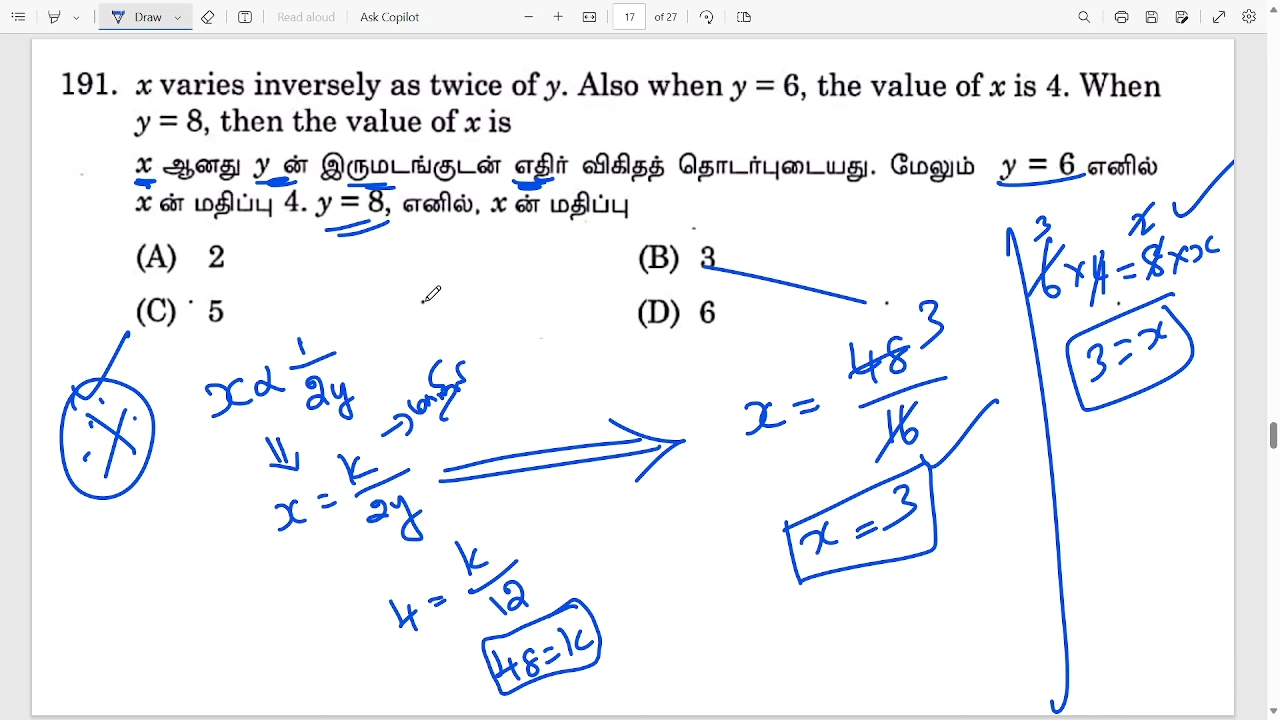 Draw
Read aloud
Ask Copilot
17 of 27
191. x varies inversely as twice of y. Also when y = 6, the value of x is 4. When
y = 8, then the value of x is
x ஆனது y ன் இருமடங்குடன் எதிர் விகிதத் தொடர்புடையது. மேலும் y = 6 எனில்
x ன் மதிப்பு 4. y = 8, எனில், x ன் மதிப்பு
(A) 2
(B) 3
(C) 5
(D) 6
x ∝ 1/2y
x = k/2y
4 = k/12
48 = k
x = 48/16 3
x = 3
3 2
6 × 4 = 8 × x
3 = x